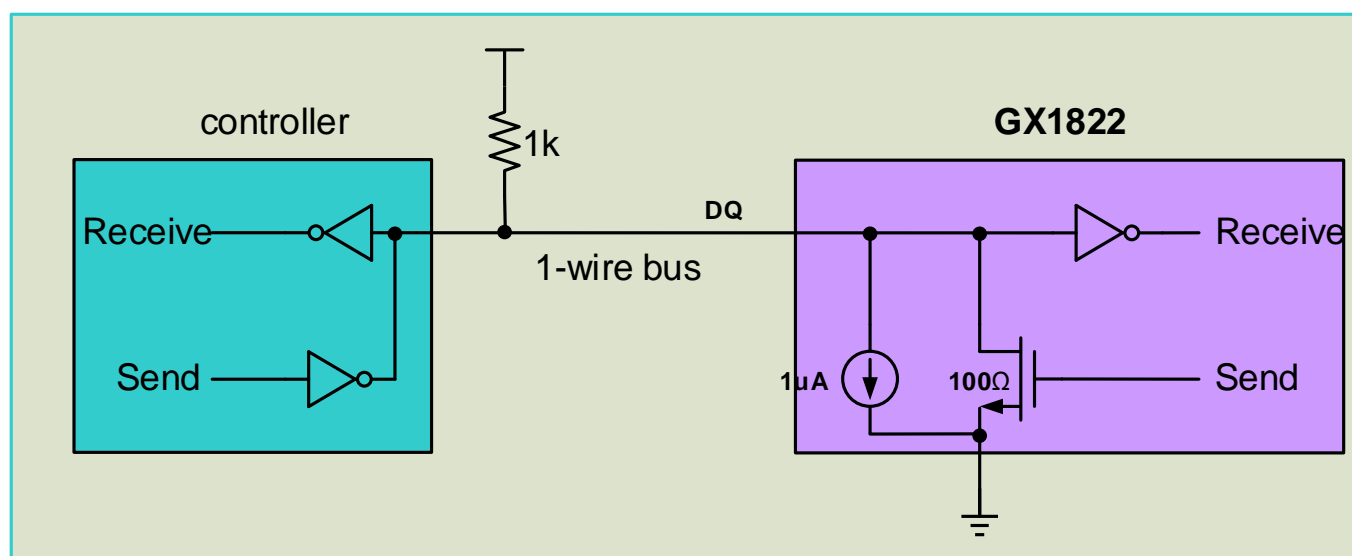 controller
1k
GX1822
Receive
DQ
Receive
1-wire bus
Send
1µA
100Ω
Send